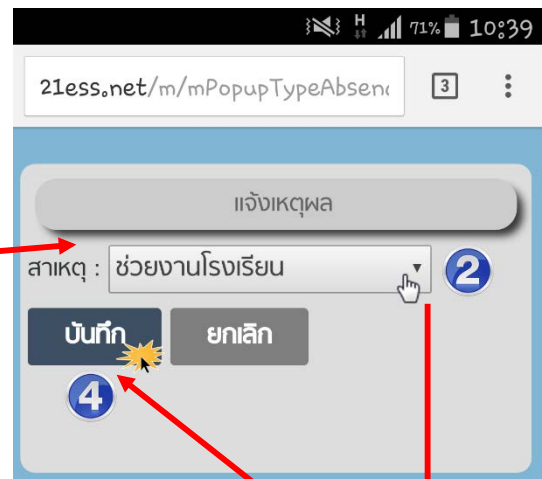 H 71% 10:39
21ess.net/m/mPopupTypeAbsen 3
แจ้งเหตุผล
สาเหตุ : ช่วยงานโรงเรียน 2
บันทึก ยกเลิก
4